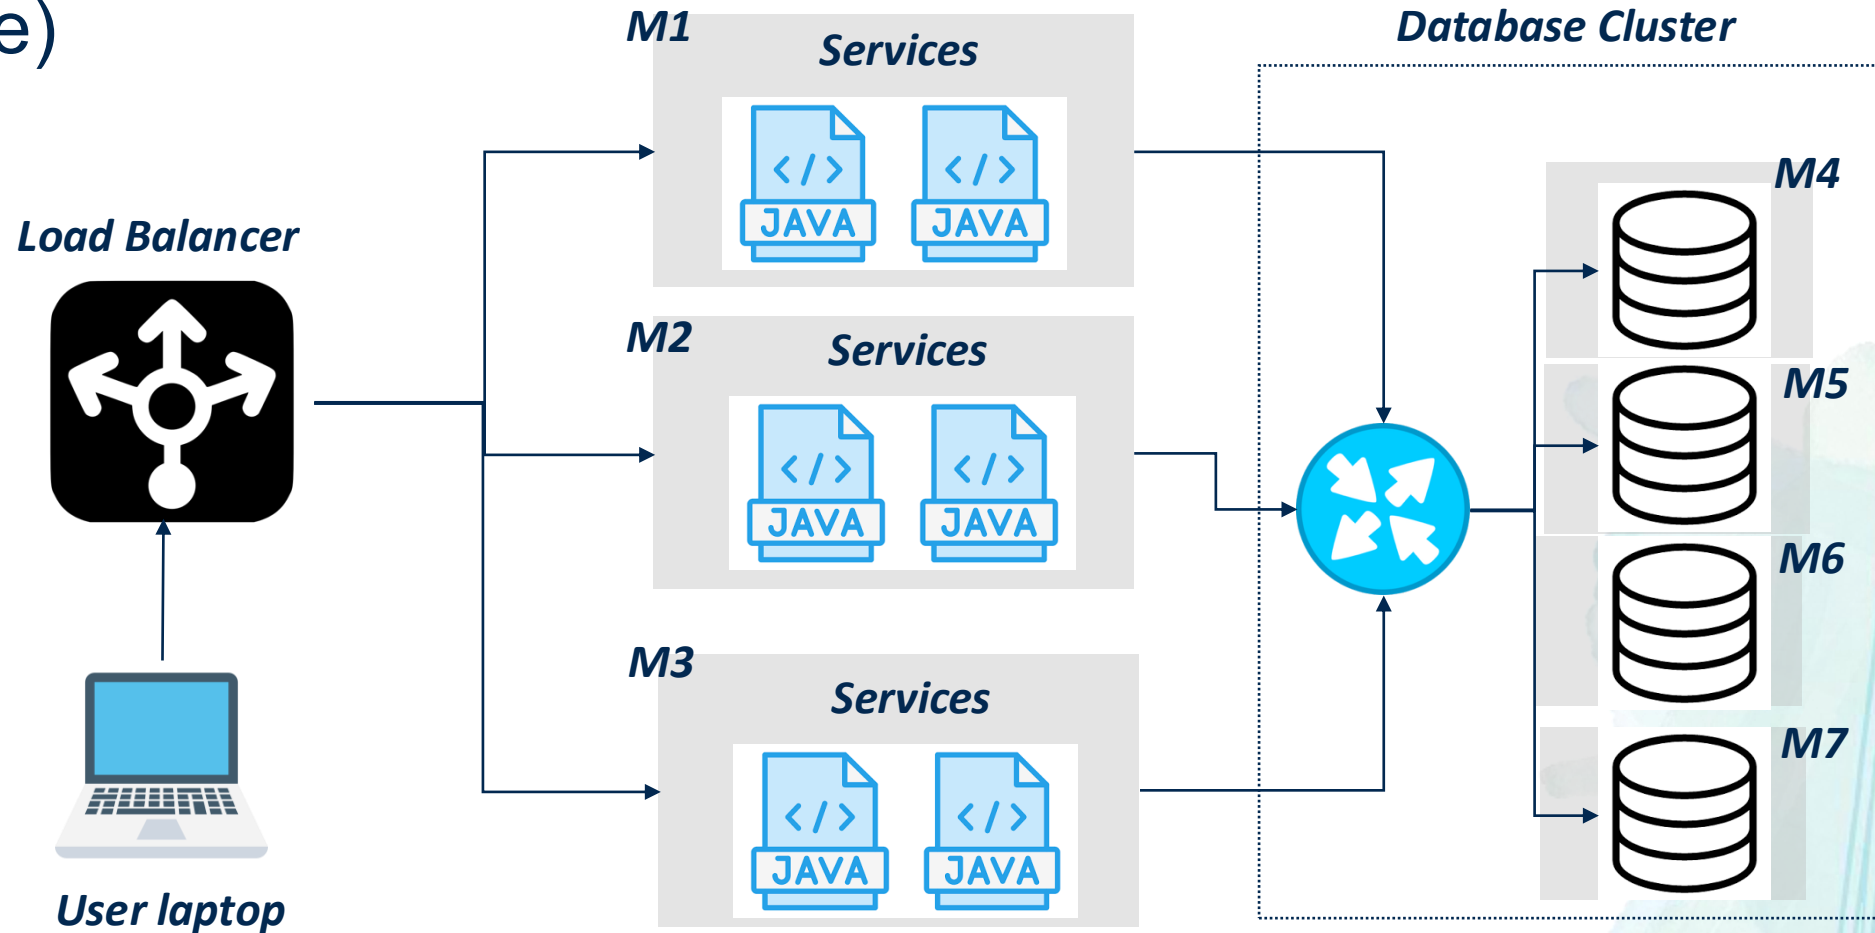 e)
M1
Services
</>
JAVA
</>
JAVA
Database Cluster
Load Balancer
M2
Services
</>
JAVA
</>
JAVA
M3
Services
</>
JAVA
</>
JAVA
M4
M5
M6
M7
User laptop